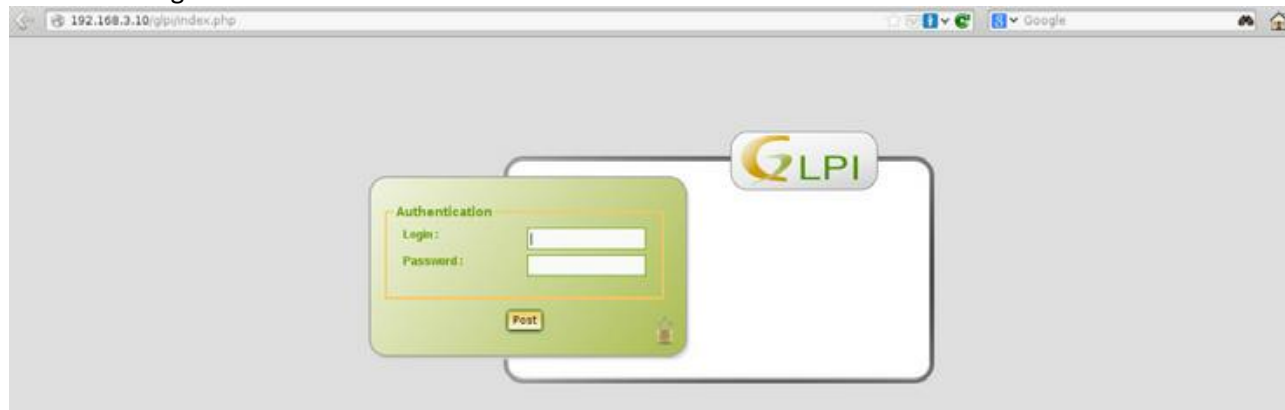 192.168.3.10/glpi/index.php
Google
GLPI
Authentication
Login :
Password :
Post